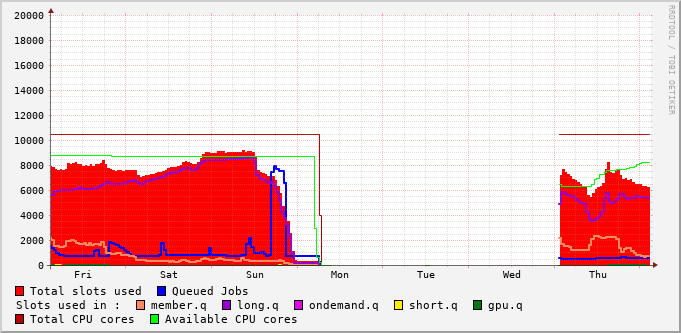 20000
18000
16000
14000
12000
10000
8000
6000
4000
2000
0
Fri Sat Sun Mon Tue Wed Thu
Total slots used Queued Jobs
Slots used in : member.q long.q ondemand.q short.q gpu.q
Total CPU cores Available CPU cores
RRDTOOL / TOBI OETIKER